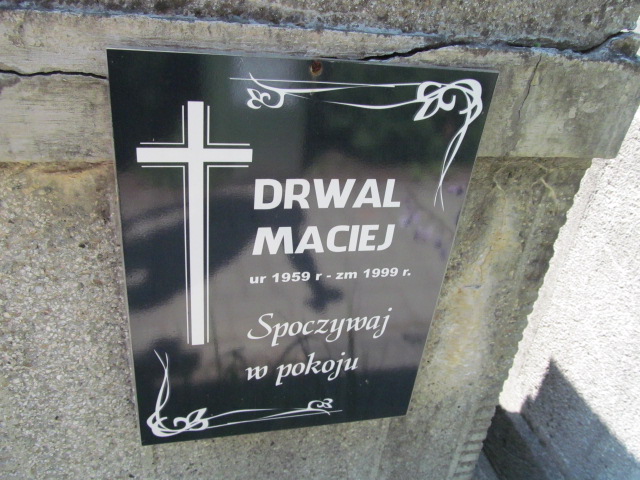 DRWAL
MACIEJ
ur 1959 r - zm 1999 r.
Spoczywaj
w pokoju